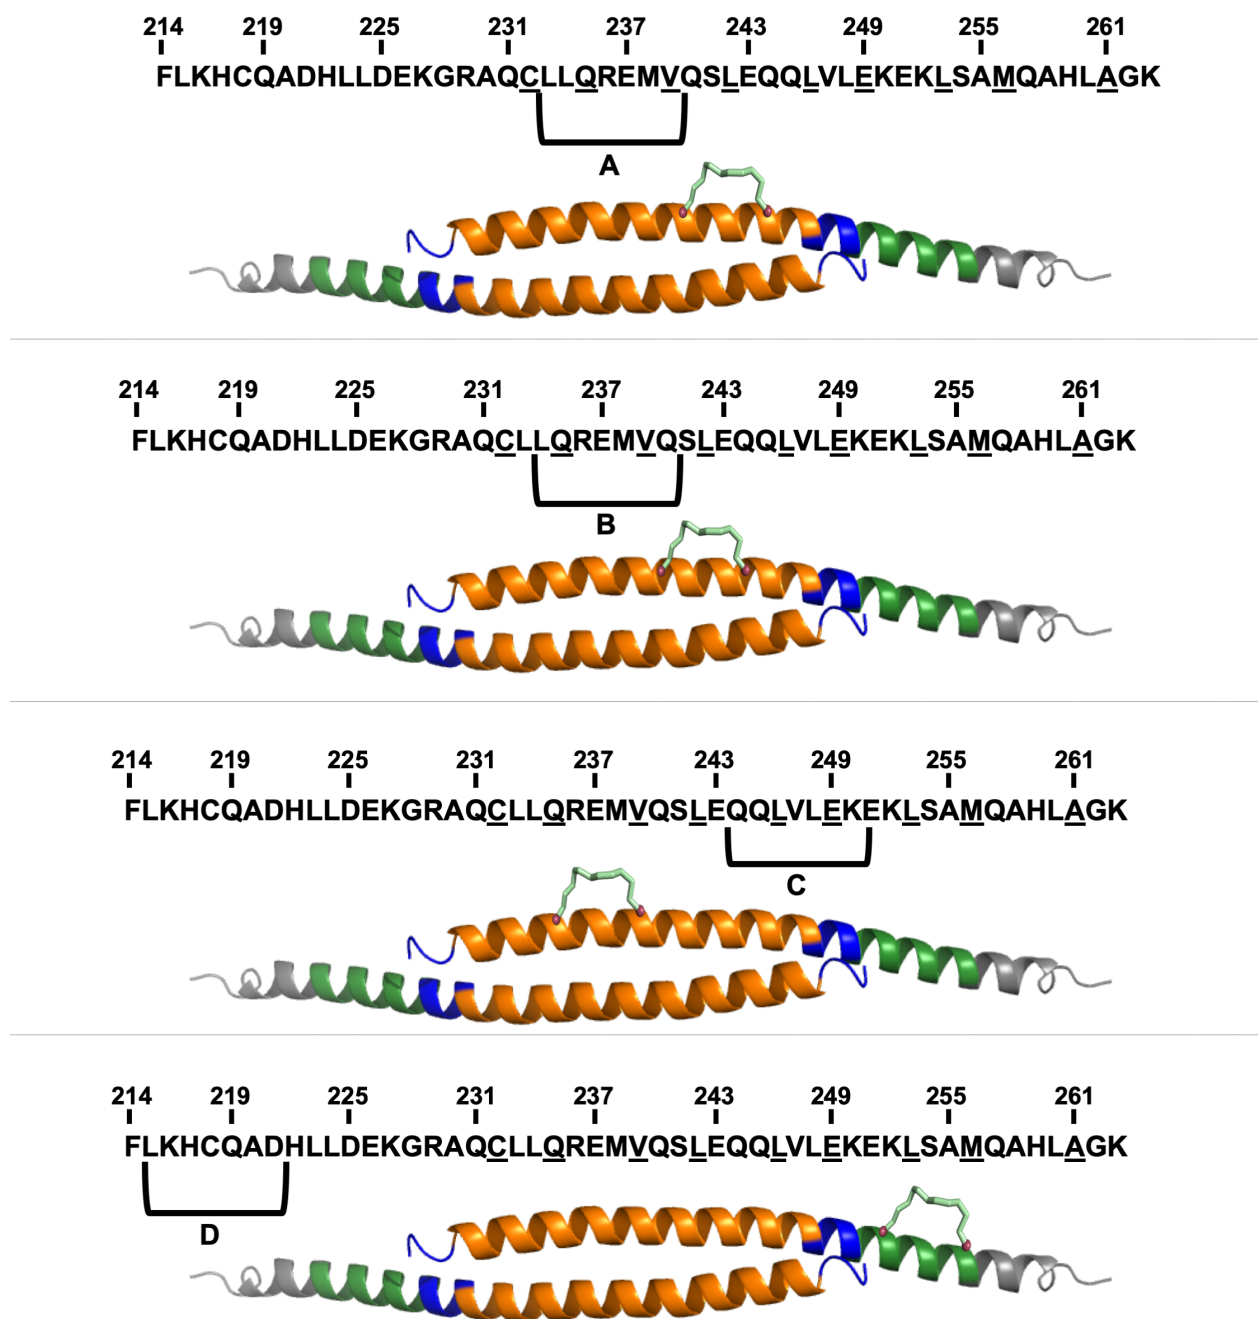 214 219 225 231 237 243 249 255 261
FLKHCQADHLLDEKGRAQCLLQREMVQSLEQQLVLEKEKLSAMQAHLAGK
A
214 219 225 231 237 243 249 255 261
FLKHCQADHLLDEKGRAQCLLQREMVQSLEQQLVLEKEKLSAMQAHLAGK
B
214 219 225 231 237 243 249 255 261
FLKHCQADHLLDEKGRAQCLLQREMVQSLEQQLVLEKEKLSAMQAHLAGK
C
214 219 225 231 237 243 249 255 261
FLKHCQADHLLDEKGRAQCLLQREMVQSLEQQLVLEKEKLSAMQAHLAGK
D